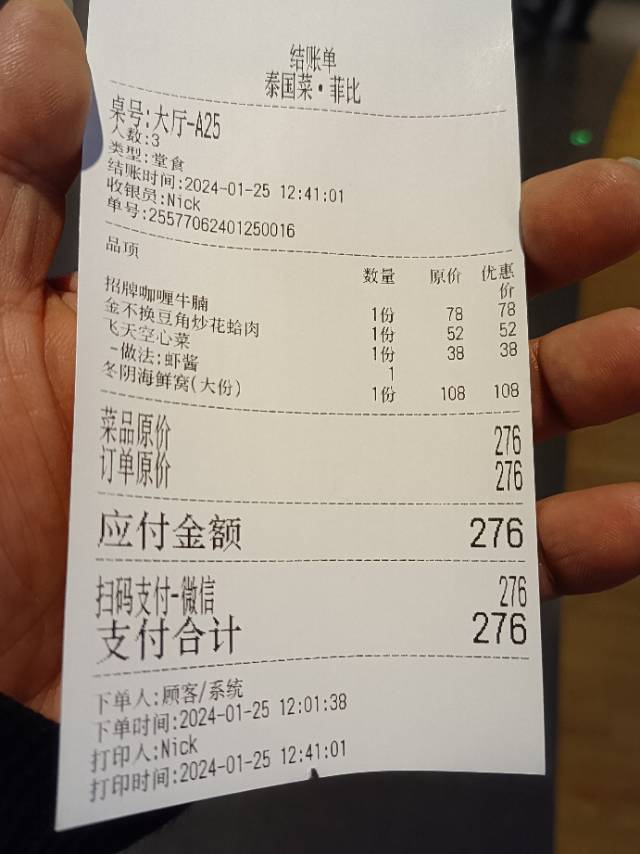 结账单
泰国菜·菲比
桌号:大厅-A25
人数:3
类型:堂食
结账时间:2024-01-25 12:41:01
收银员:Nick
单号:25577062401250016
品项 数量 原价 优惠价
招牌咖喱牛腩 1份 78 78
金不换豆角炒花蛤肉 1份 52 52
飞天空心菜 1份 38 38
-做法:虾酱 1
冬阴海鲜窝(大份) 1份 108 108
菜品原价 276
订单原价 276
应付金额 276
扫码支付-微信 276
支付合计 276
下单人:顾客/系统
下单时间:2024-01-25 12:01:38
打印人:Nick
打印时间:2024-01-25 12:41:01